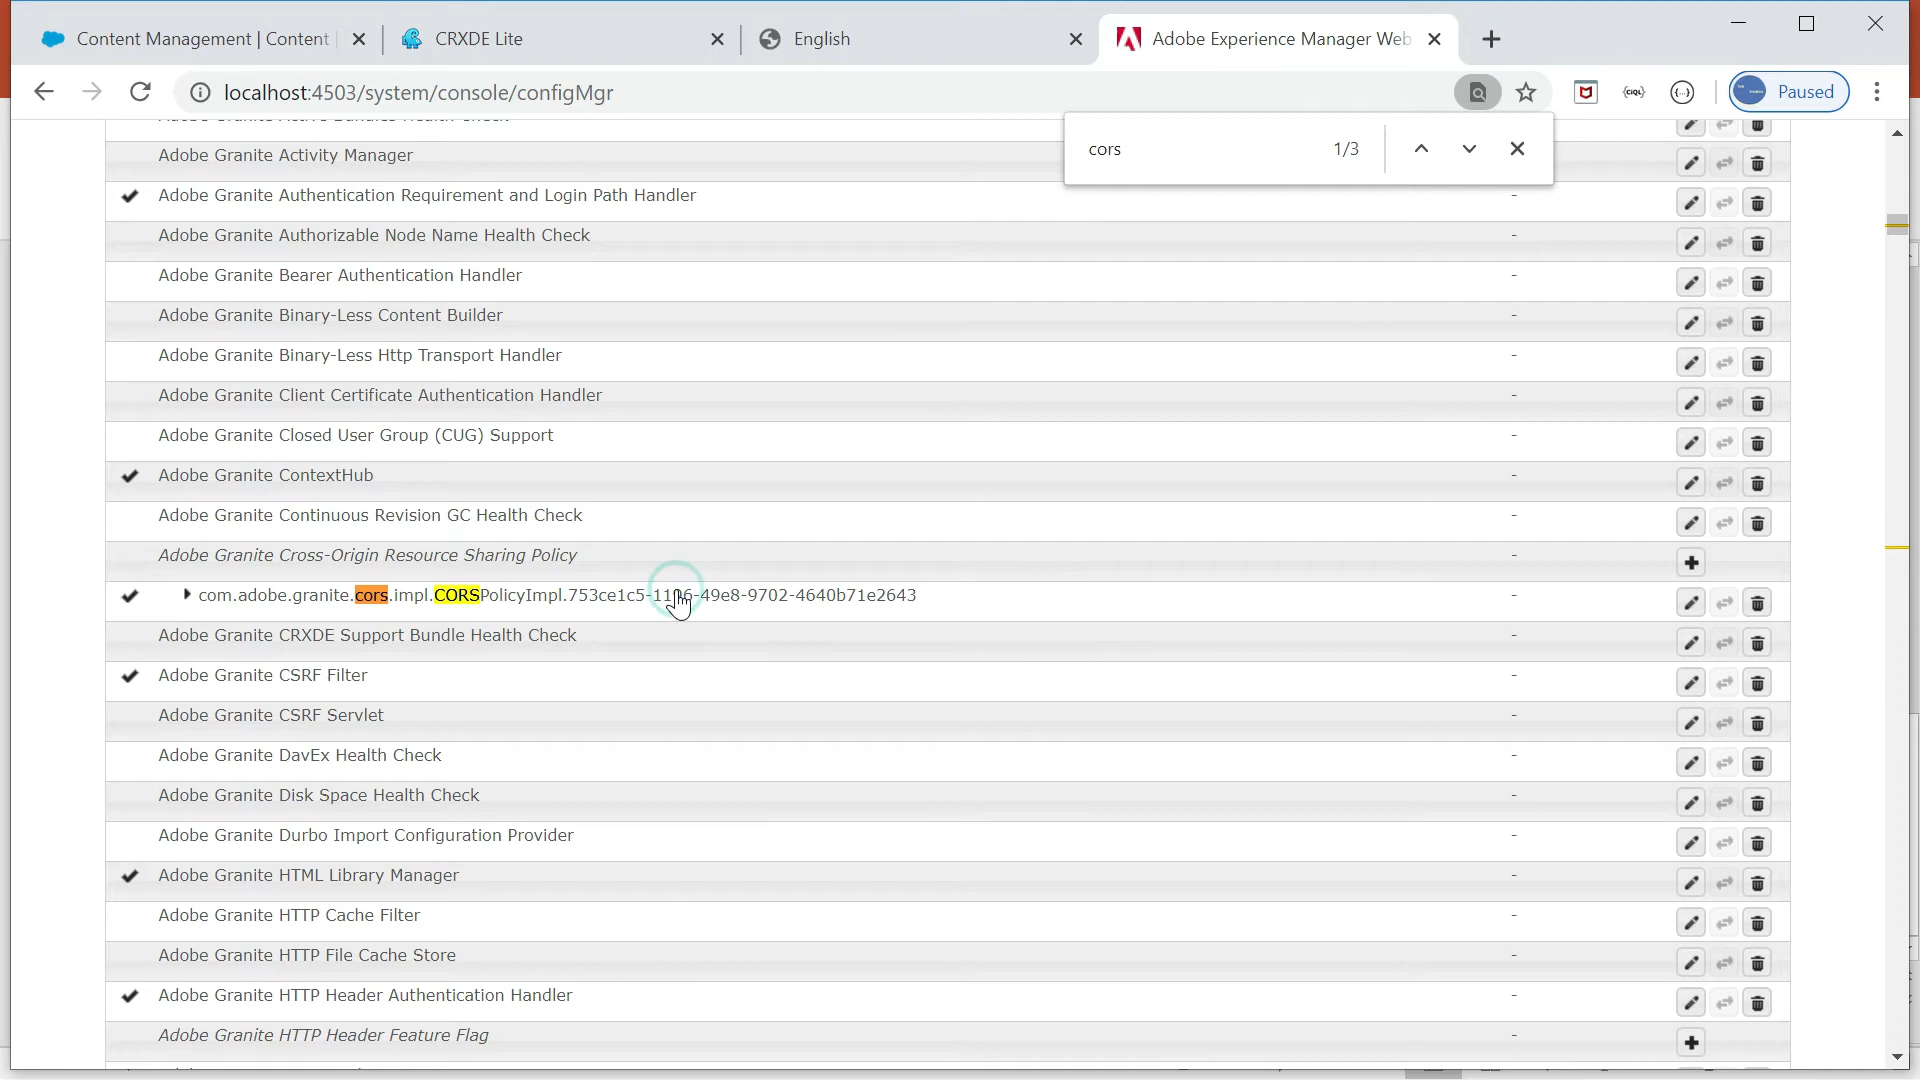 Content Management | Content
CRXDE Lite
English
Adobe Experience Manager Web
localhost:4503/system/console/configMgr
Paused
cors
1/3
Adobe Granite Activity Manager
Adobe Granite Authentication Requirement and Login Path Handler
-
Adobe Granite Authorizable Node Name Health Check
-
Adobe Granite Bearer Authentication Handler
-
Adobe Granite Binary-Less Content Builder
-
Adobe Granite Binary-Less Http Transport Handler
-
Adobe Granite Client Certificate Authentication Handler
-
Adobe Granite Closed User Group (CUG) Support
-
Adobe Granite ContextHub
-
Adobe Granite Continuous Revision GC Health Check
-
Adobe Granite Cross-Origin Resource Sharing Policy
-
com.adobe.granite.cors.impl.CORSPolicyImpl.753ce1c5-1196-49e8-9702-4640b71e2643
-
Adobe Granite CRXDE Support Bundle Health Check
-
Adobe Granite CSRF Filter
-
Adobe Granite CSRF Servlet
-
Adobe Granite DavEx Health Check
-
Adobe Granite Disk Space Health Check
-
Adobe Granite Durbo Import Configuration Provider
-
Adobe Granite HTML Library Manager
-
Adobe Granite HTTP Cache Filter
-
Adobe Granite HTTP File Cache Store
-
Adobe Granite HTTP Header Authentication Handler
-
Adobe Granite HTTP Header Feature Flag
-